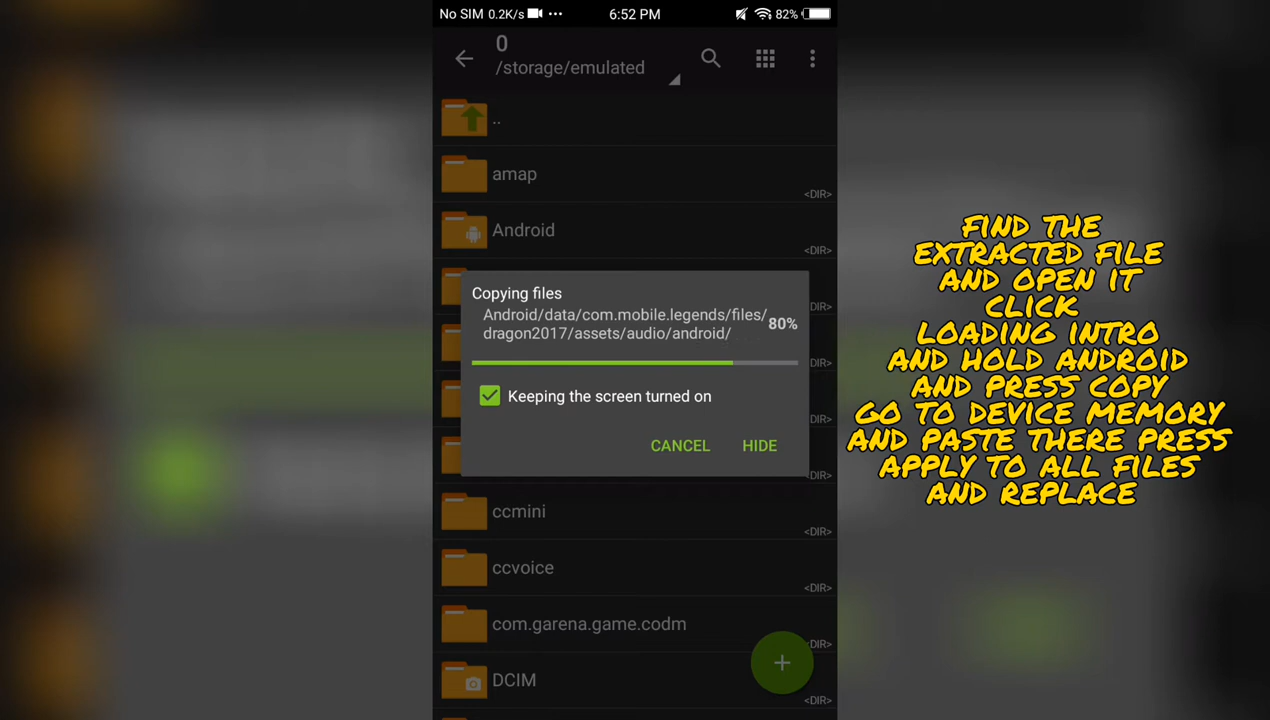 No SIM 0.2K/s ...
6:52 PM
82%
0
/storage/emulated
..
amap
<DIR>
Android
<DIR>
<DIR>
Copying files
Android/data/com.mobile.legends/files/
dragon2017/assets/audio/android/
80%
<DIR>
Keeping the screen turned on
<DIR>
CANCEL
HIDE
<DIR>
ccmini
<DIR>
ccvoice
<DIR>
com.garena.game.codm
<DIR>
+
DCIM
<DIR>
FIND THE
EXTRACTED FILE
AND OPEN IT
CLICK
LOADING INTRO
AND HOLD ANDROID
AND PRESS COPY
GO TO DEVICE MEMORY
AND PASTE THERE PRESS
APPLY TO ALL FILES
AND REPLACE